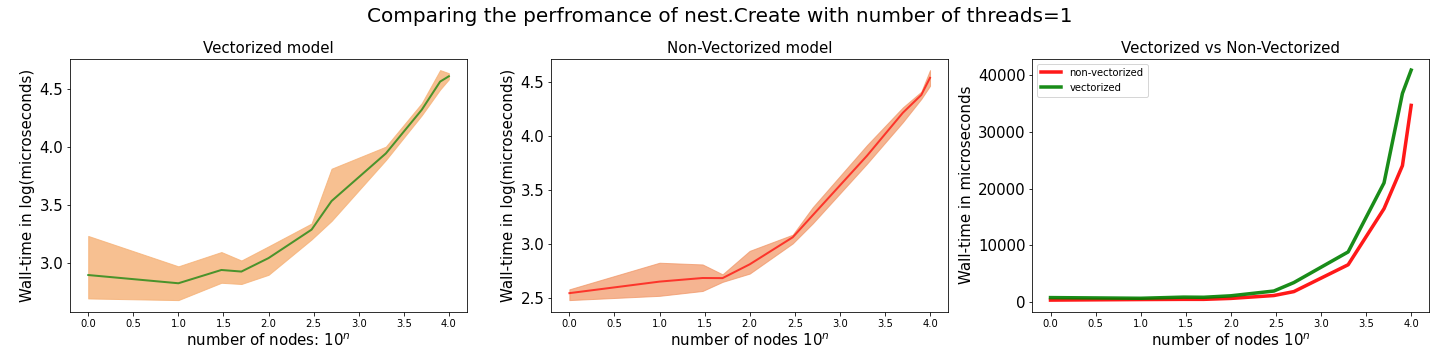 Comparing the perfromance of nest.Create with number of threads=1
Vectorized model
Wall-time in log(microseconds)
4.5
4.0
3.5
3.0
0.0 0.5 1.0 1.5 2.0 2.5 3.0 3.5 4.0
number of nodes: 10^n
Non-Vectorized model
Wall-time in log(microseconds)
4.5
4.0
3.5
3.0
2.5
0.0 0.5 1.0 1.5 2.0 2.5 3.0 3.5 4.0
number of nodes 10^n
Vectorized vs Non-Vectorized
non-vectorized
vectorized
Wall-time in microseconds
40000
30000
20000
10000
0
0.0 0.5 1.0 1.5 2.0 2.5 3.0 3.5 4.0
number of nodes 10^n